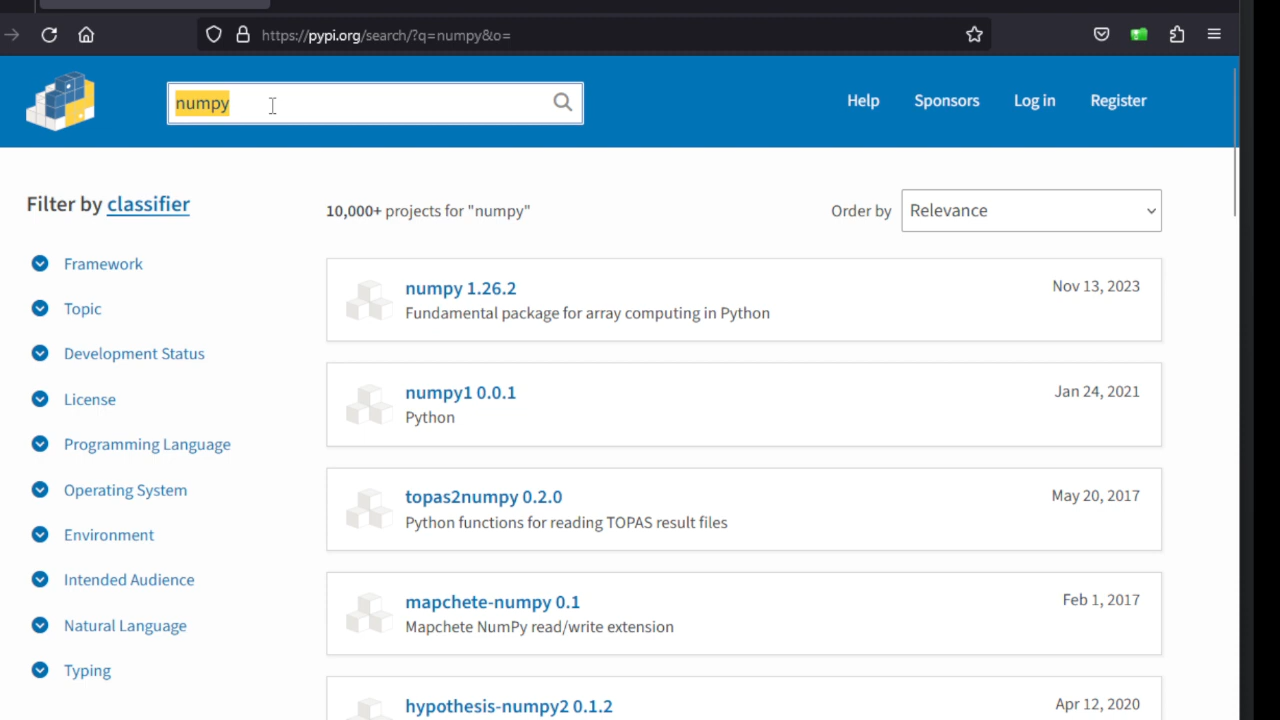 https://pypi.org/search/?q=numpy&o=
numpy
Help
Sponsors
Log in
Register
Filter by classifier
10,000+ projects for "numpy"
Order by
Relevance
Framework
Topic
Development Status
License
Programming Language
Operating System
Environment
Intended Audience
Natural Language
Typing
numpy 1.26.2
Nov 13, 2023
Fundamental package for array computing in Python
numpy1 0.0.1
Jan 24, 2021
Python
topas2numpy 0.2.0
May 20, 2017
Python functions for reading TOPAS result files
mapchete-numpy 0.1
Feb 1, 2017
Mapchete NumPy read/write extension
hypothesis-numpy2 0.1.2
Apr 12, 2020